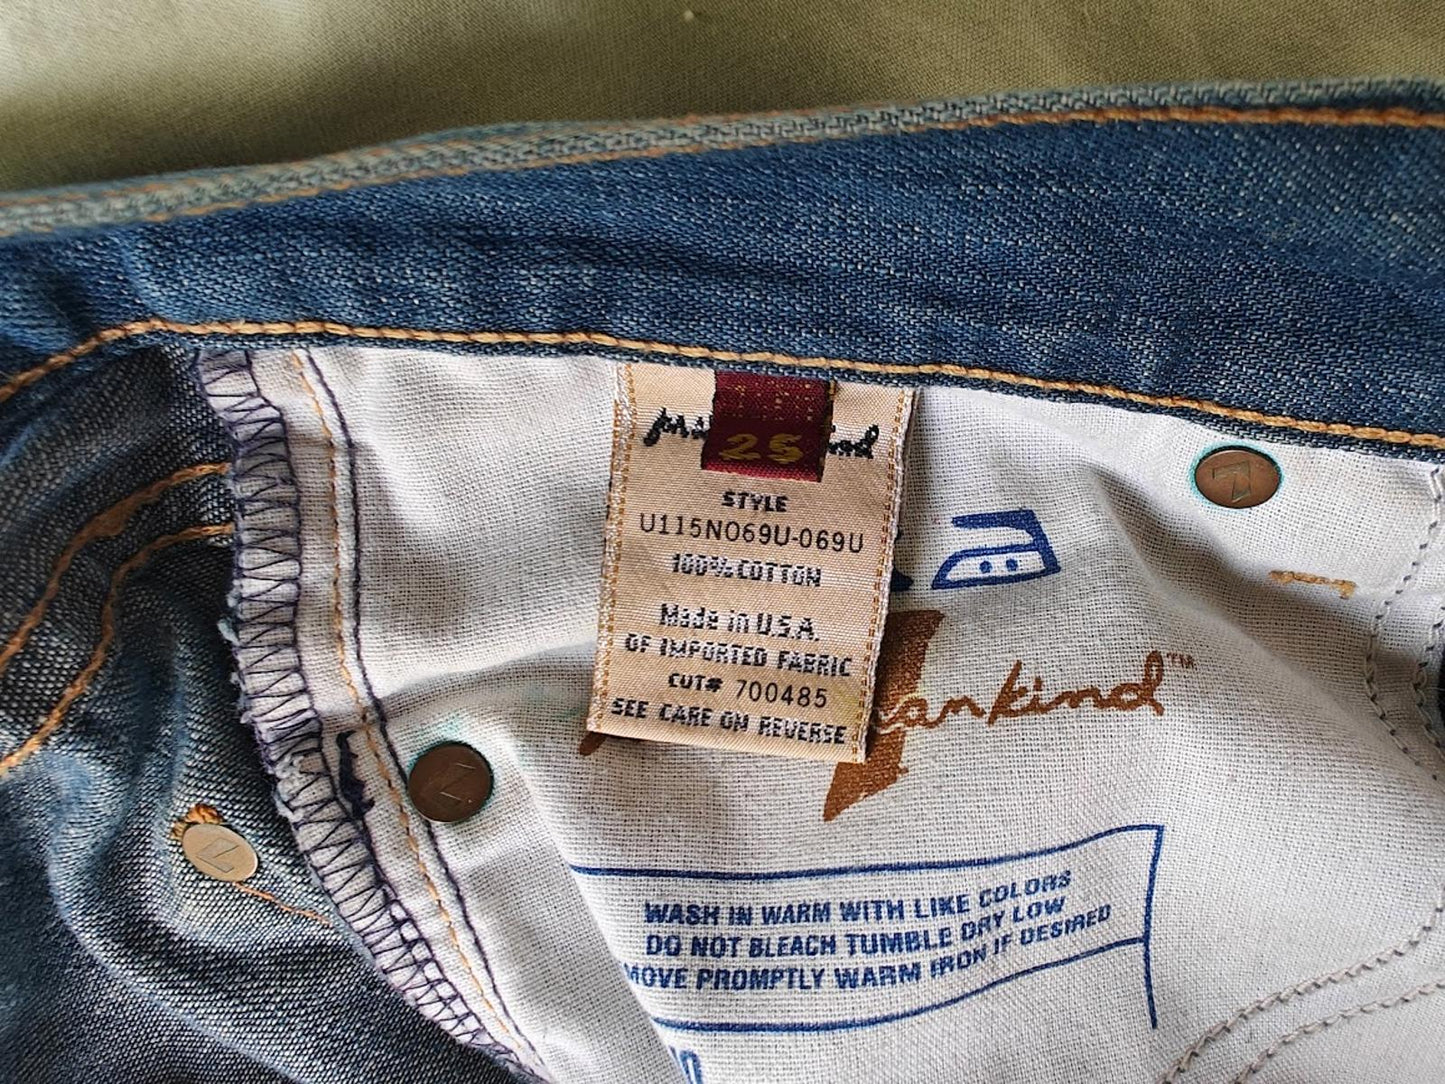 25
STYLE
U115N069U-069U
100% COTTON
Made in U.S.A.
OF IMPORTED FABRIC
CUT# 700485
SEE CARE ON REVERSE
ankind™
WASH IN WARM WITH LIKE COLORS
DO NOT BLEACH TUMBLE DRY LOW
MOVE PROMPTLY WARM IRON IF DESIRED